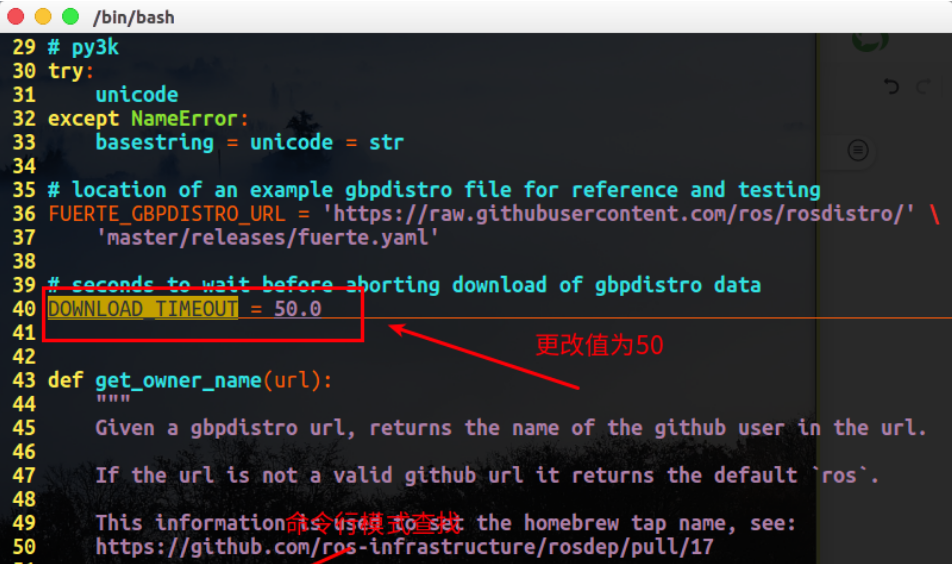 /bin/bash
29 # py3k
30 try:
31     unicode
32 except NameError:
33     basestring = unicode = str
34
35 # location of an example gbpdistro file for reference and testing
36 FUERTE_GBPDISTRO_URL = 'https://raw.githubusercontent.com/ros/rosdistro/' \
37     'master/releases/fuerte.yaml'
38
39 # seconds to wait before aborting download of gbpdistro data
40 DOWNLOAD_TIMEOUT = 50.0
41
更改值为50
42
43 def get_owner_name(url):
44     """
45     Given a gbpdistro url, returns the name of the github user in the url.
46
47     If the url is not a valid github url it returns the default `ros`.
48
49     This information is used to set the homebrew tap name, see:
命令行模式查找
50     https://github.com/ros-infrastructure/rosdep/pull/17